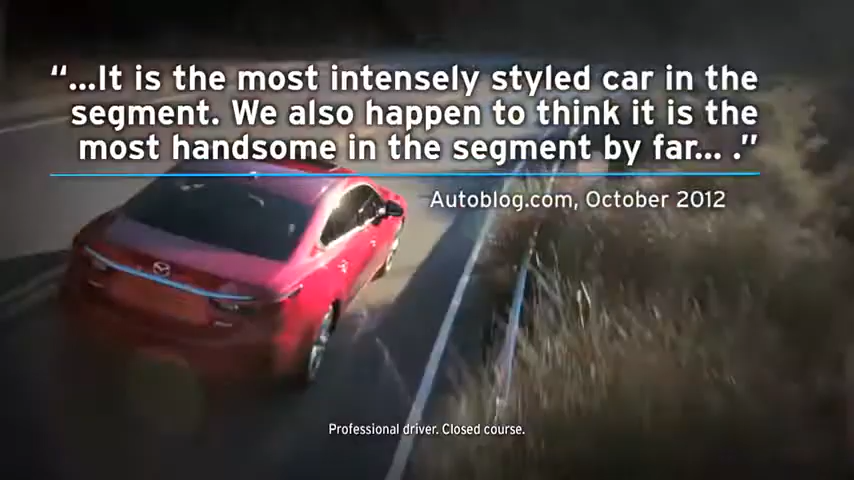 “...It is the most intensely styled car in the
segment. We also happen to think it is the
most handsome in the segment by far... .”
Autoblog.com, October 2012
Professional driver. Closed course.